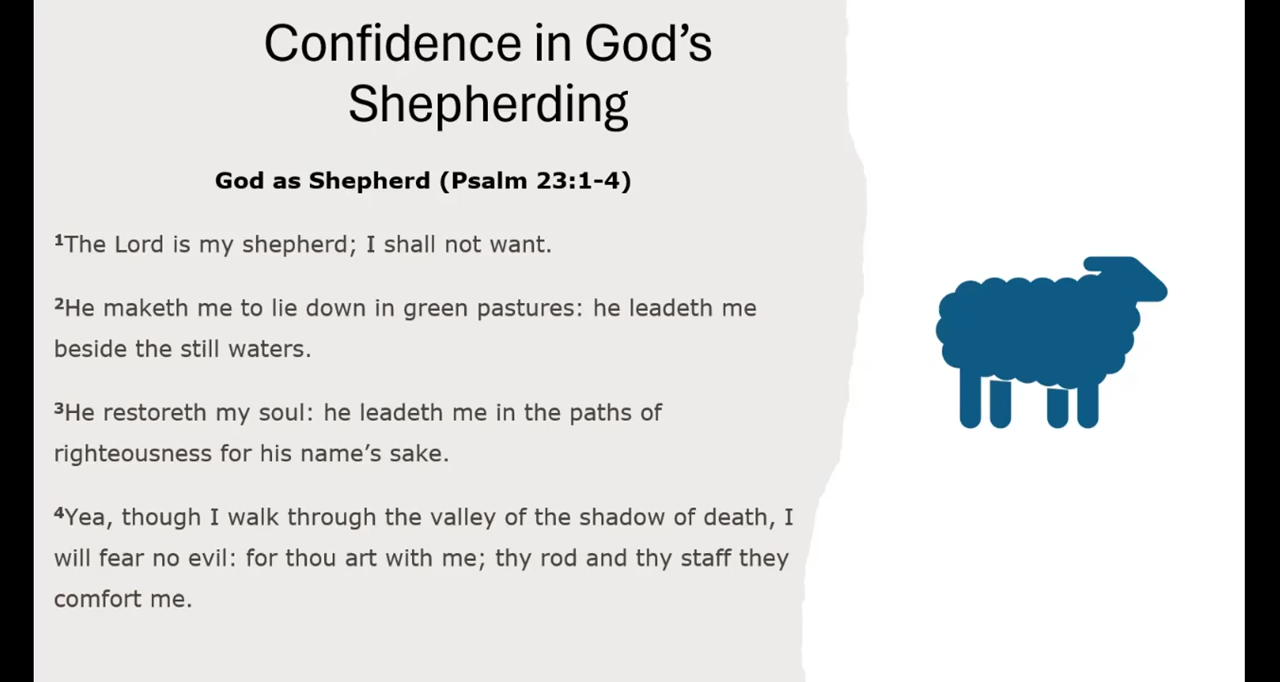 Confidence in God’s
Shepherding
God as Shepherd (Psalm 23:1-4)
¹The Lord is my shepherd; I shall not want.
²He maketh me to lie down in green pastures: he leadeth me
beside the still waters.
³He restoreth my soul: he leadeth me in the paths of
righteousness for his name’s sake.
⁴Yea, though I walk through the valley of the shadow of death, I
will fear no evil: for thou art with me; thy rod and thy staff they
comfort me.